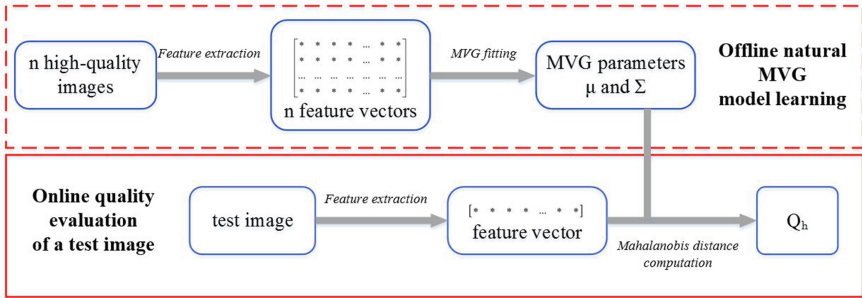 n high-quality
images
Feature extraction
[* * * * ... * *
* * * * ... * *
... ... ... ... ... ... ...
* * * * ... * *]
n feature vectors
MVG fitting
MVG parameters
μ and Σ
Offline natural
MVG
model learning
Online quality
evaluation
of a test image
test image
Feature extraction
[* * * * ... * *]
feature vector
Mahalanobis distance
computation
Qh